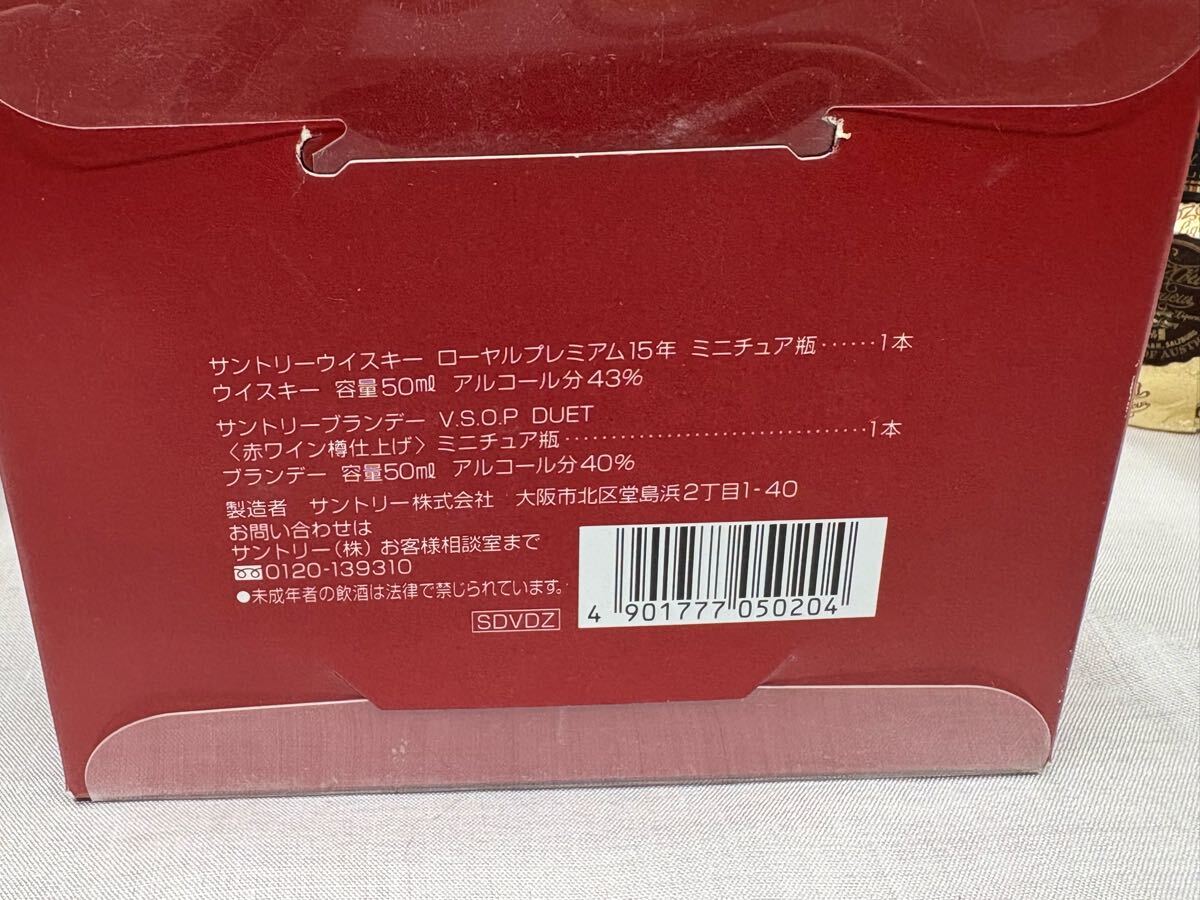 サントリーウイスキー ローヤルプレミアム15年 ミニチュア瓶……1本
ウイスキー 容量50㎖ アルコール分43%
サントリーブランデー V.S.O.P DUET
〈赤ワイン樽仕上げ〉ミニチュア瓶……………………………1本
ブランデー 容量50㎖ アルコール分40%
製造者 サントリー株式会社 大阪市北区堂島浜2丁目1-40
お問い合わせは
サントリー(株)お客様相談室まで
0120-139310
●未成年者の飲酒は法律で禁じられています。
SDVDZ
4 901777 050204
OF AUST